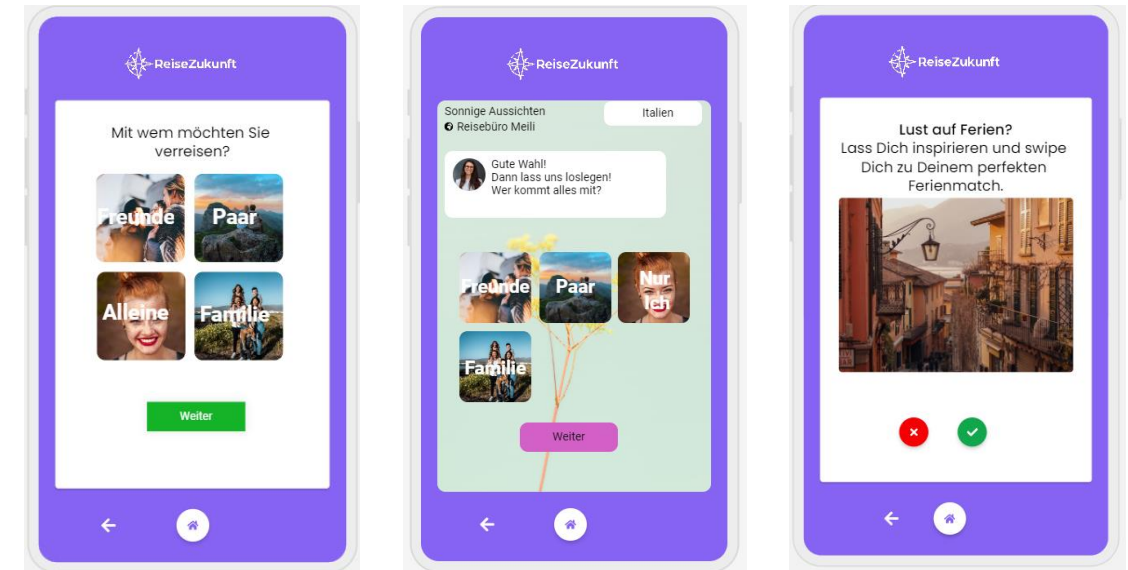 ReiseZukunft
Mit wem möchten Sie
verreisen?
Freunde
Paar
Alleine
Familie
Weiter
ReiseZukunft
Sonnige Aussichten
Reisebüro Meili
Italien
Gute Wahl!
Dann lass uns loslegen!
Wer kommt alles mit?
Freunde
Paar
Nur
Ich
Familie
Weiter
ReiseZukunft
Lust auf Ferien?
Lass Dich inspirieren und swipe
Dich zu Deinem perfekten
Ferienmatch.